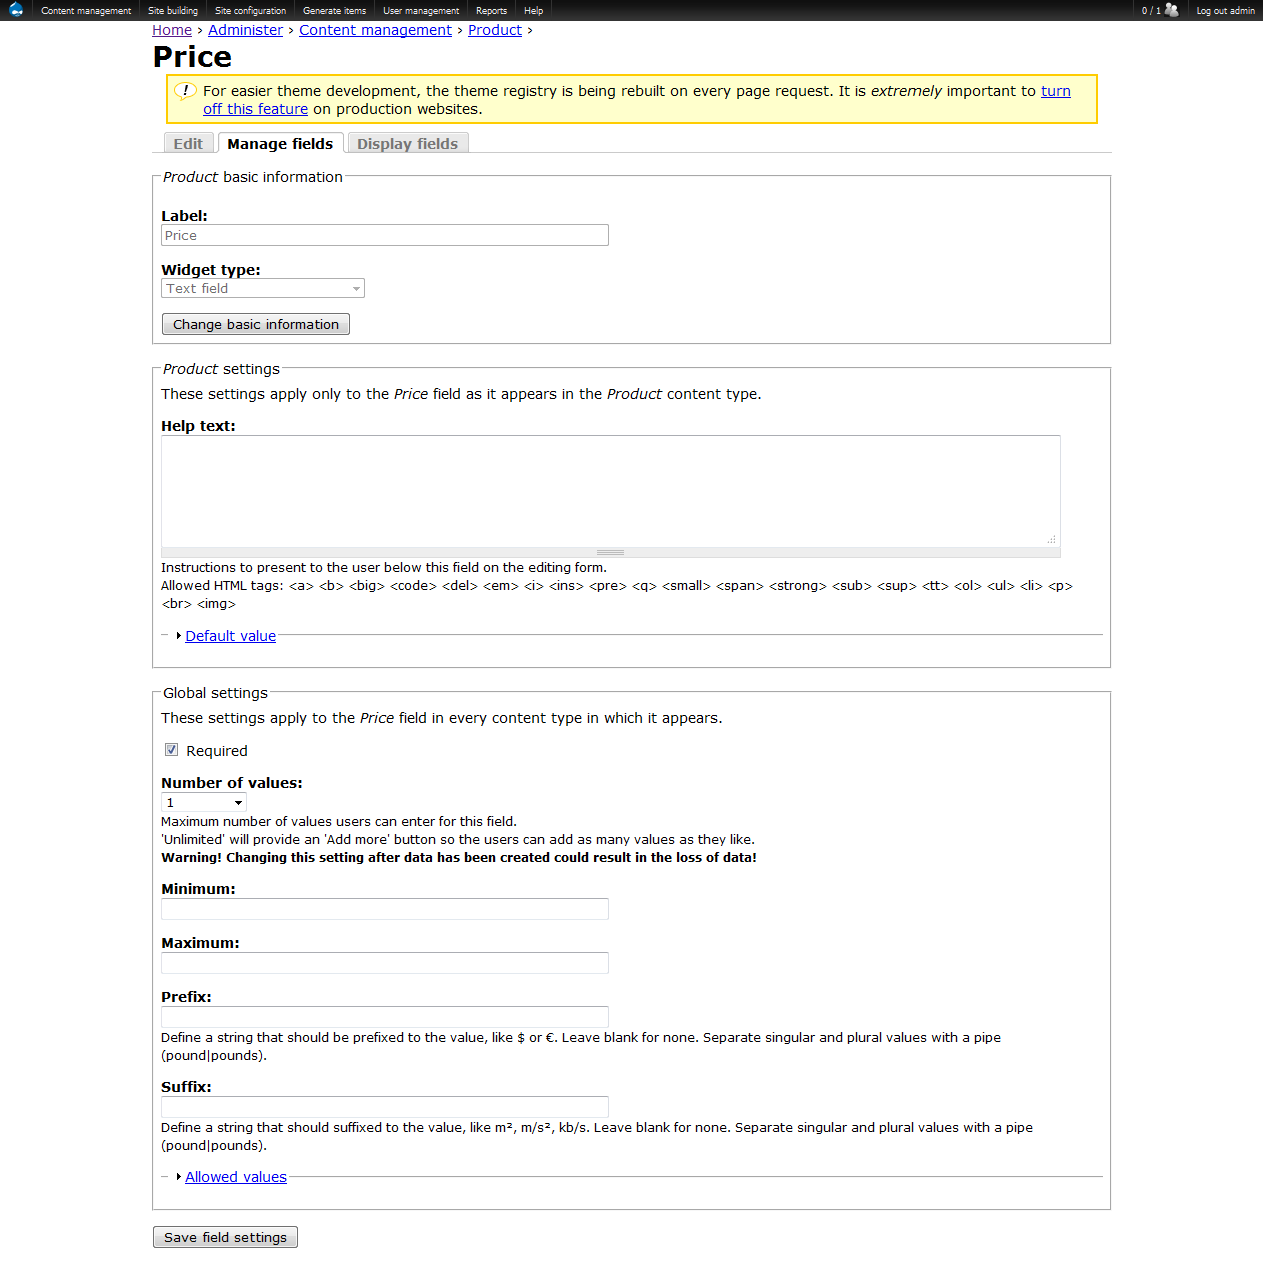 Content management Site building Site configuration Generate items User management Reports Help 0 / 1 Log out admin
Home › Administer › Content management › Product ›
Price
! For easier theme development, the theme registry is being rebuilt on every page request. It is extremely important to turn
off this feature on production websites.
Edit Manage fields Display fields
Product basic information
Label:
Price
Widget type:
Text field
Change basic information
Product settings
These settings apply only to the Price field as it appears in the Product content type.
Help text:
Instructions to present to the user below this field on the editing form.
Allowed HTML tags: <a> <b> <big> <code> <del> <em> <i> <ins> <pre> <q> <small> <span> <strong> <sub> <sup> <tt> <ol> <ul> <li> <p>
<br> <img>
Default value
Global settings
These settings apply to the Price field in every content type in which it appears.
Required
Number of values:
1
Maximum number of values users can enter for this field.
'Unlimited' will provide an 'Add more' button so the users can add as many values as they like.
Warning! Changing this setting after data has been created could result in the loss of data!
Minimum:
Maximum:
Prefix:
Define a string that should be prefixed to the value, like $ or €. Leave blank for none. Separate singular and plural values with a pipe
(pound|pounds).
Suffix:
Define a string that should suffixed to the value, like m², m/s², kb/s. Leave blank for none. Separate singular and plural values with a pipe
(pound|pounds).
Allowed values
Save field settings